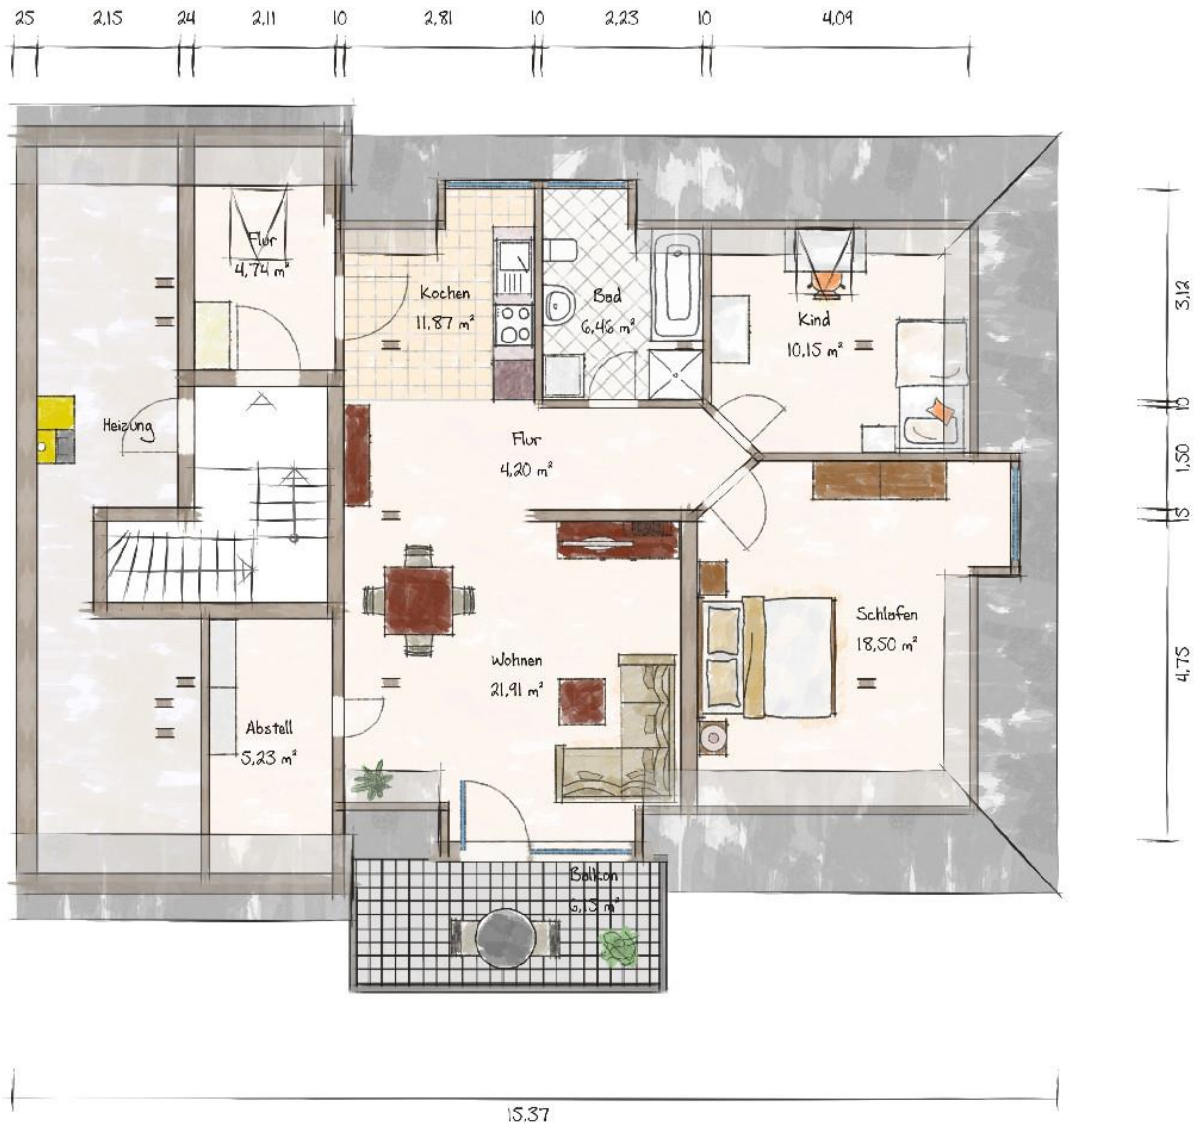 25 2,15 24 2,11 10 2,81 10 2,23 10 4,09
Flur
4,74 m²
Kochen
11,87 m²
Bad
6,46 m²
Kind
10,15 m²
3,12
10
Heizung
Flur
4,20 m²
1,50
15
Schlafen
18,50 m²
Wohnen
21,91 m²
4,75
Abstell
5,23 m²
Balkon
m²
15,37